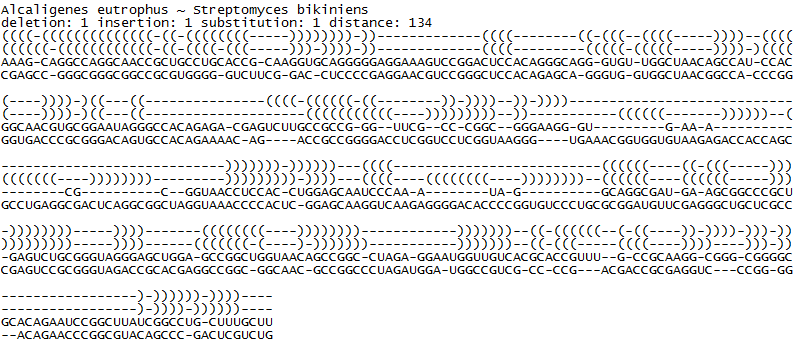 Alcaligenes eutrophus ~ Streptomyces bikiniens
deletion: 1 insertion: 1 substitution: 1 distance: 134
((((-(((((((((((((((-((-((((((((-----))))))))-))-------------((((--------((---(((((-----))))--((((
((((((-(((((((((((((-((-((((((((-----))))))))-))-------------((((--------(((((-(((((-----))))--((((
AAAG-CAGGCCAGGCAACCGCUGCCUGCACCG-CAAGGUGCAGGGGGAGGAAAGUCCGGACUCCACAGGGCAGG-GUGU-UGGCUAACAGCCAU-CCAC
CGAGCC-GGGCGGGCGGCCGCGUGGGG-GUCUUCG-GAC-CUCCCCGAGGAACGUCCGGGCUCCACAGAGCA-GGGUG-GUGGCUAACGGCCA-CCCGG
(----))))-)((---((---------------((((-((((((-((--------))-))))--))-))))----------------------------
(----))))-)((---((--------------------(((((((((((----)))))))))--))----------((((((-------))))))--(
GGCAACGUGCGGAAUAGGGCCACAGAGA-CGAGUCUUGCCGCCG-GG--UUCG--CC-CGGC--GGGAAGG-GU---------G-AA-A----------
GGUGACCCGCGGGACAGUGCCACAGAAAAC-AG----ACCGCCGGGGACCUCGGUCCUCGGUAAGG----UGAAACGGUGGUGUAAGAGACCACCAGC
----------------------------))))))))-))))))---((((--------------------------((((((----((-((((-----)))
((((((((----)))))))))---------)))))))))-))))---((((----((((((((-----))))))))--((((((----((-((((-----)))
--------CG----------C--GGUAACCUCCAC-CUGGAGCAAUCCCAA-A--------UA-G----------GCAGGCGAU-GA-AGCGGCCCGCU
GCCUGAGGCGACUCAGGCGGCUAGGUAAACCCCACUC-GGAGCAAGGUCAAGAGGGGACACCCCGGUGUCCCUGCGCGGAUGUUCGAGGGCUGCUCGCC
-)))))))))-----))))-------(((((((((----))))))))------------)))))))-------((-((((((--(-((----))-))))-)))-))
)))))))))))-----))))------(((((((-(----)-)))))))-----------)))))))))------((-(((-----(-((((----)))))-)))--))
-GAGUCUGCGGGUAGGGAGCUGGA-GCCGGCUGGUAACAGCCGGC-CUAGA-GGAAUGGUUGUCACGCACCGUUU--G-CCGCAAGG-CGGG-CGGGGC
CGAGUCCGCGGGUAGACCGCACGAGGCCGGC-GGCAAC-GCCGGCCCUAGAUGGA-UGGCCGUCG-CC-CCG---ACGACCGCGAGGUC---CCGG-GG
-----------------)-))))))-))))----
-----------------)-))))-))))))----
GCACAGAAUCCGGCUUAUCGGCCUG-CUUUGCUU
--ACAGAACCCGGCGUACAGCCC-GACUCGUCUG